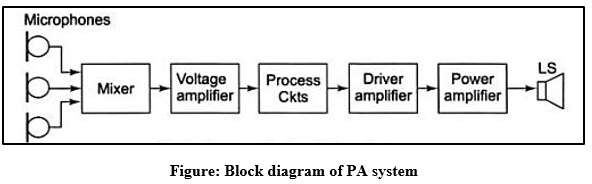 Microphones
Mixer
Voltage
amplifier
Process
Ckts
Driver
amplifier
Power
amplifier
LS
Figure: Block diagram of PA system